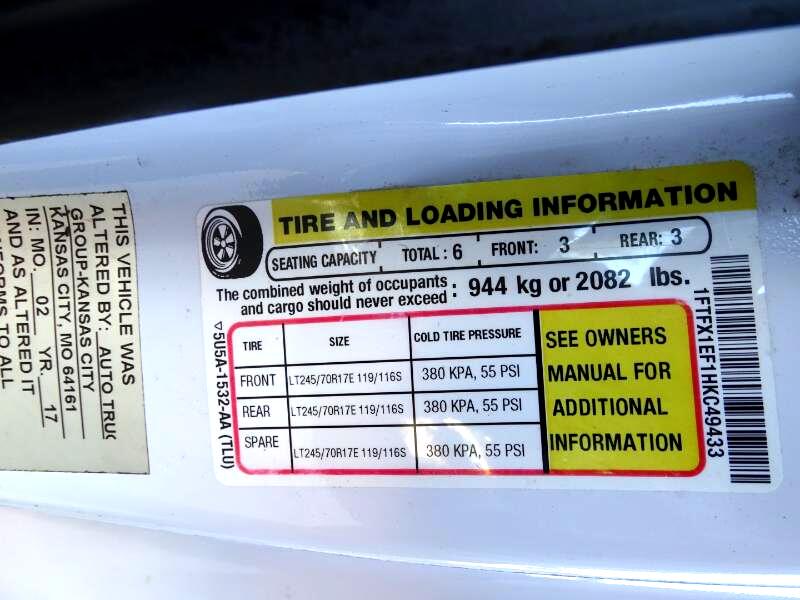 TIRE AND LOADING INFORMATION
SEATING CAPACITY TOTAL : 6 FRONT: 3 REAR: 3
The combined weight of occupants
and cargo should never exceed : 944 kg or 2082 lbs.
TIRE SIZE COLD TIRE PRESSURE
FRONT LT245/70R17E 119/116S 380 KPA, 55 PSI
REAR LT245/70R17E 119/116S 380 KPA, 55 PSI
SPARE LT245/70R17E 119/116S 380 KPA, 55 PSI
SEE OWNERS
MANUAL FOR
ADDITIONAL
INFORMATION
5U5A-1532-AA (TLU)
1FTFX1EF1HKC49433
THIS VEHICLE WAS
ALTERED BY: AUTO TRUC
GROUP-KANSAS CITY
KANSAS CITY, MO 64161
IN: MO. 02 YR. 17
AND AS ALTERED IT
TO ALL